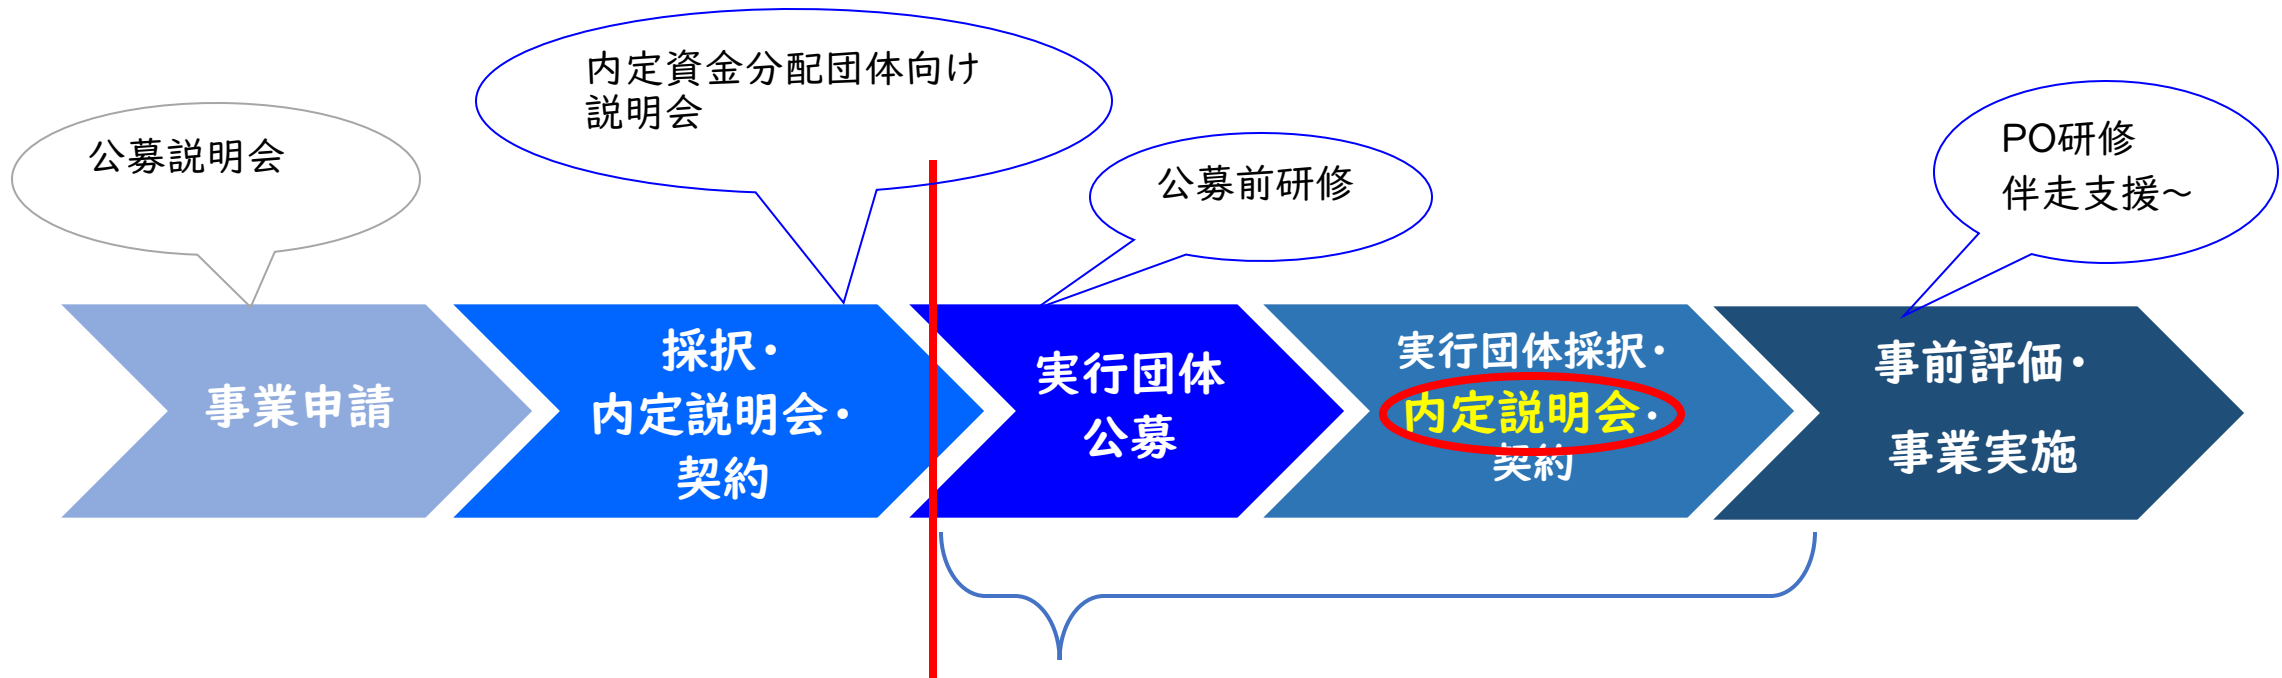 公募説明会
内定資金分配団体向け
説明会
公募前研修
PO研修
伴走支援～
事業申請
採択・
内定説明会・
契約
実行団体
公募
実行団体採択・
内定説明会・
契約
事前評価・
事業実施